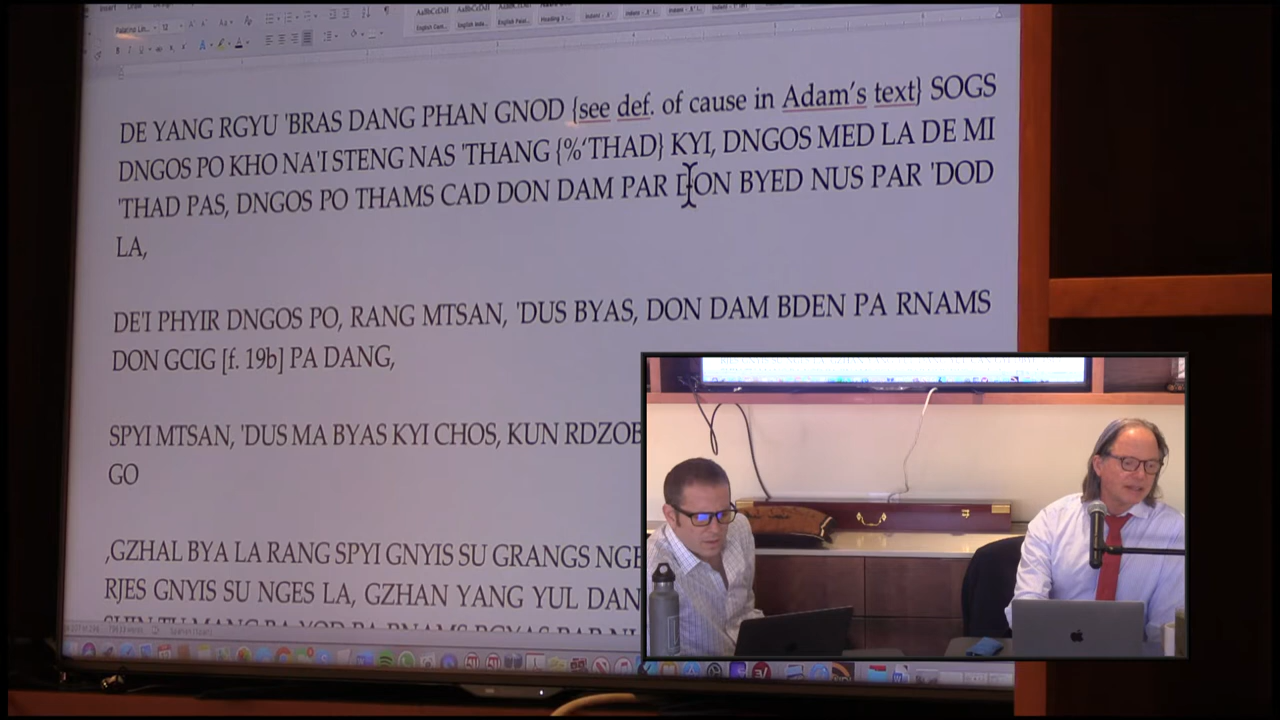 Insert Draw Design
AaBbCcDdI
DE YANG RGYU 'BRAS DANG PHAN GNOD {see def. of cause in Adam's text} SOGS
DNGOS PO KHO NA'I STENG NAS 'THANG {%'THAD} KYI, DNGOS MED LA DE MI
'THAD PAS, DNGOS PO THAMS CAD DON DAM PAR DON BYED NUS PAR 'DOD
LA,
DE'I PHYIR DNGOS PO, RANG MTSAN, 'DUS BYAS, DON DAM BDEN PA RNAMS
DON GCIG [f. 19b] PA DANG,
SPYI MTSAN, 'DUS MA BYAS KYI CHOS, KUN RDZOB
GO
,GZHAL BYA LA RANG SPYI GNYIS SU GRANGS NGE
RJES GNYIS SU NGES LA, GZHAN YANG YUL DAN